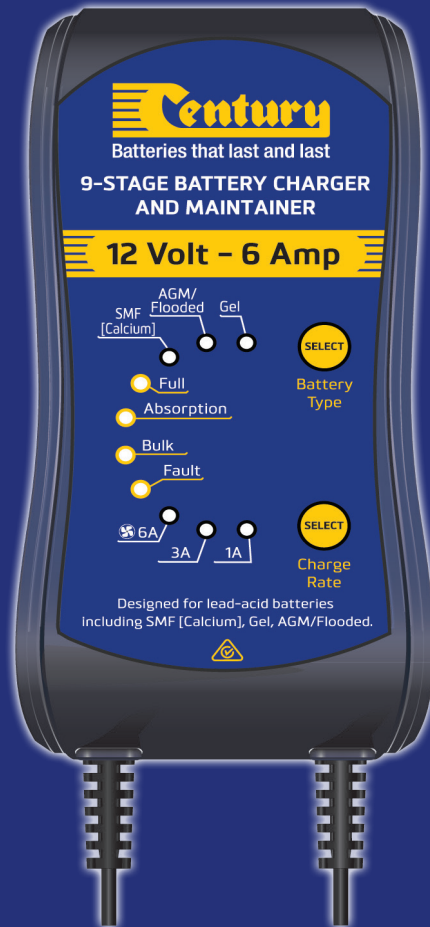 Century
Batteries that last and last
9-STAGE BATTERY CHARGER
AND MAINTAINER
12 Volt – 6 Amp
SMF
[Calcium]
AGM/
Flooded
Gel
SELECT
Battery
Type
Full
Absorption
Bulk
Fault
6A
3A
1A
SELECT
Charge
Rate
Designed for lead-acid batteries
including SMF [Calcium], Gel, AGM/Flooded.